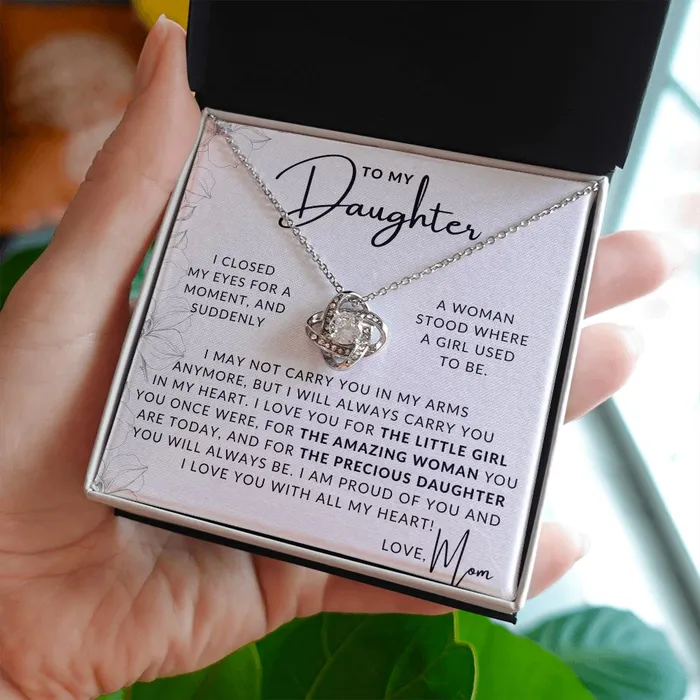 TO MY
Daughter
I CLOSED
MY EYES FOR A
MOMENT, AND
SUDDENLY
A WOMAN
STOOD WHERE
A GIRL USED
TO BE.
I MAY NOT CARRY YOU IN MY ARMS
ANYMORE, BUT I WILL ALWAYS CARRY YOU
IN MY HEART. I LOVE YOU FOR THE LITTLE GIRL
YOU ONCE WERE, FOR THE AMAZING WOMAN YOU
ARE TODAY, AND FOR THE PRECIOUS DAUGHTER
YOU WILL ALWAYS BE. I AM PROUD OF YOU AND
I LOVE YOU WITH ALL MY HEART!
LOVE, Mom